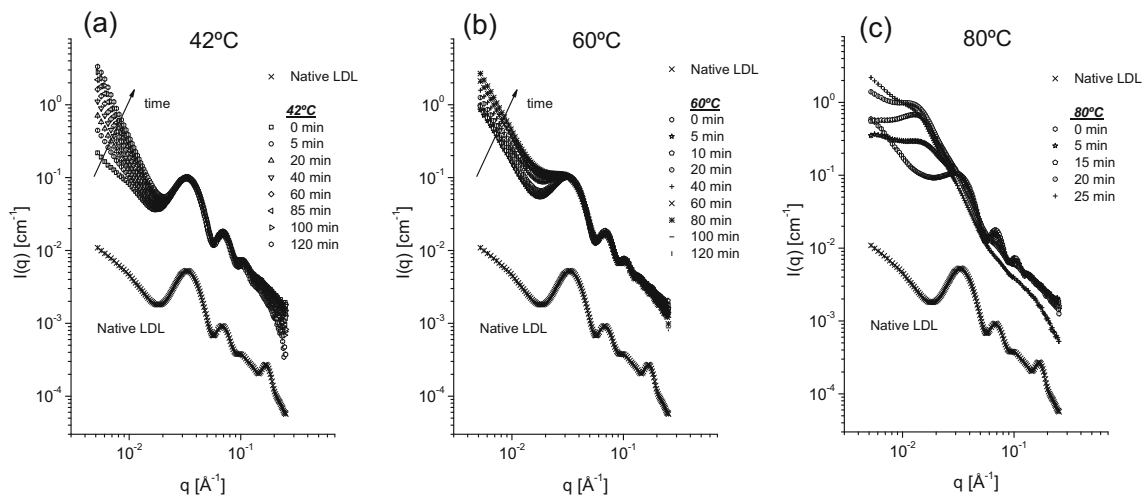 (a)
42ºC
× Native LDL
time
42ºC
0 min
5 min
20 min
40 min
60 min
85 min
100 min
120 min
Native LDL
I(q) [cm⁻¹]
10⁰
10⁻¹
10⁻²
10⁻³
10⁻⁴
10⁻²
10⁻¹
q [Å⁻¹]
(b)
60ºC
× Native LDL
time
60ºC
0 min
5 min
10 min
20 min
40 min
60 min
80 min
100 min
120 min
Native LDL
I(q) [cm⁻¹]
10⁰
10⁻¹
10⁻²
10⁻³
10⁻⁴
10⁻²
10⁻¹
q [Å⁻¹]
(c)
80ºC
× Native LDL
80ºC
0 min
5 min
15 min
20 min
25 min
Native LDL
I(q) [cm⁻¹]
10⁰
10⁻¹
10⁻²
10⁻³
10⁻⁴
10⁻²
10⁻¹
q [Å⁻¹]